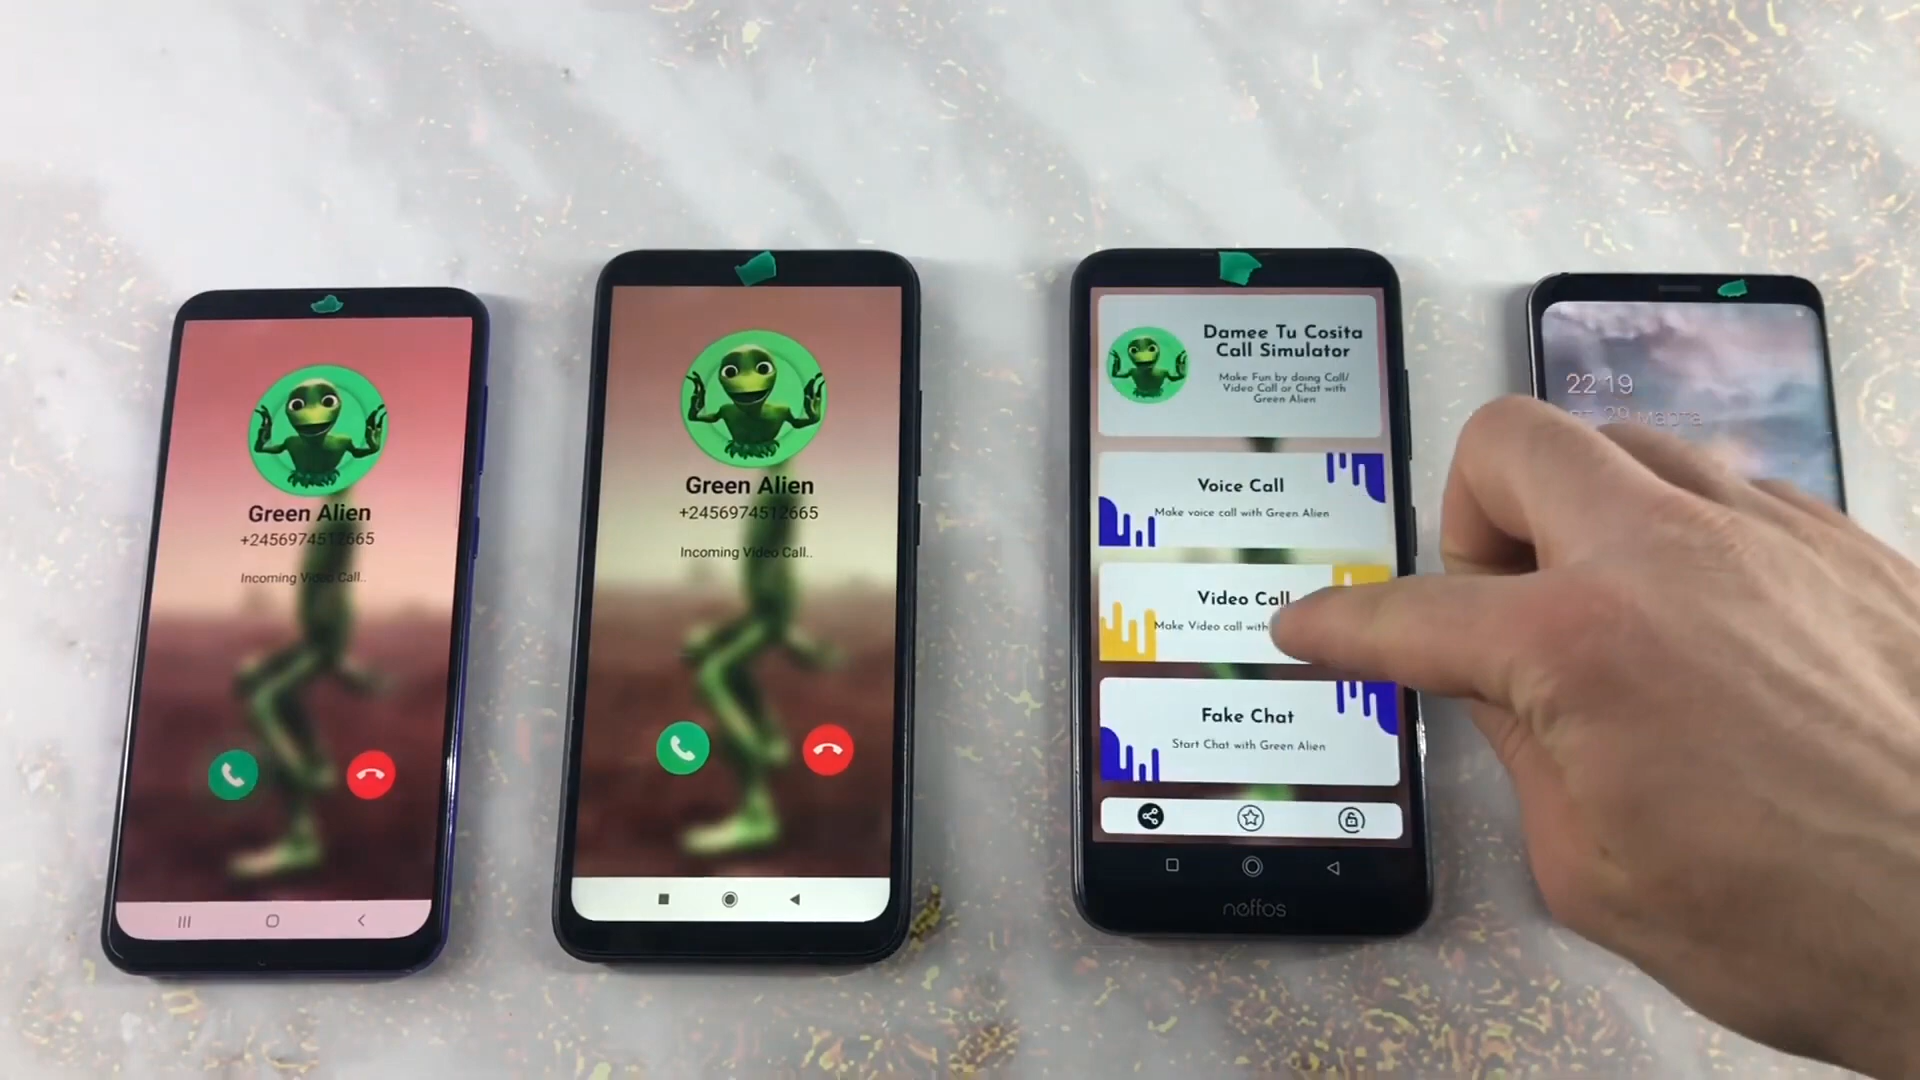 Green Alien
+2456974512665
Incoming Video Call..
Green Alien
+2456974512665
Incoming Video Call..
Damee Tu Cosita
Call Simulator
Make Fun by doing Call/
Video Call or Chat with
Green Alien
Voice Call
Make voice call with Green Alien
Video Call
Make Video call with
Fake Chat
Start Chat with Green Alien
neffos
22:19
29 марта